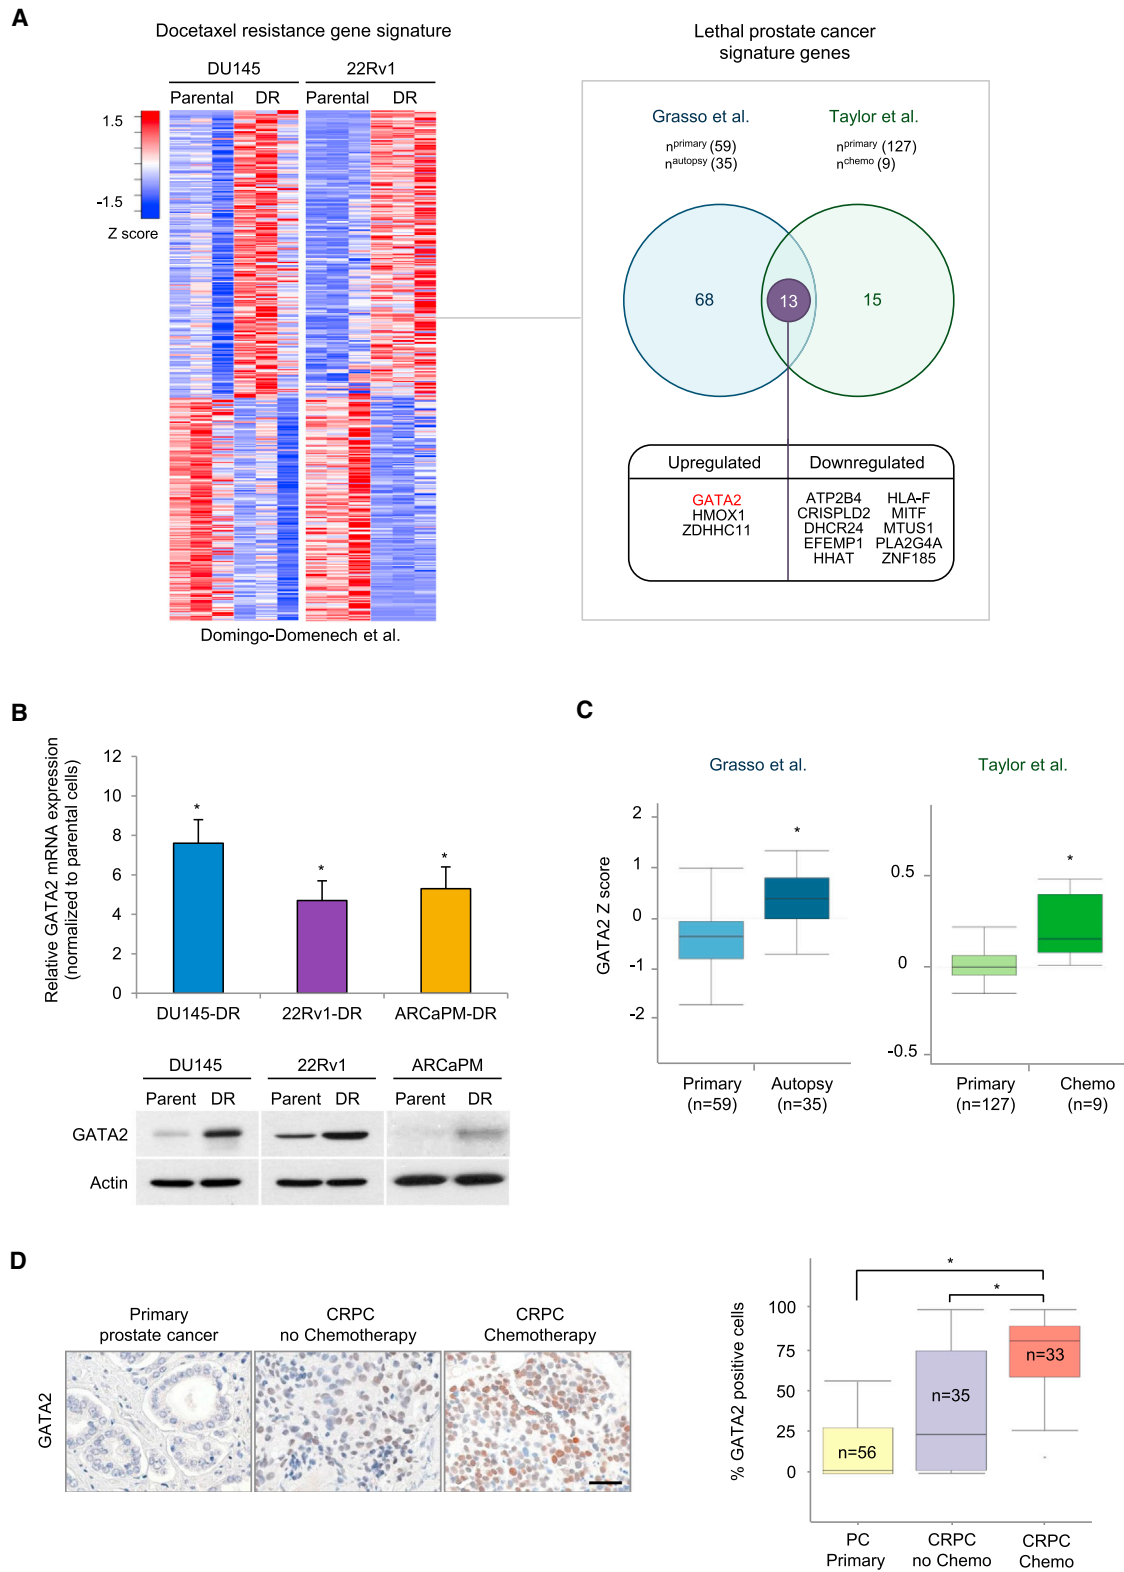 A
Docetaxel resistance gene signature
DU145
22Rv1
Parental
DR
Parental
DR
1.5
-1.5
Z score
Domingo-Domenech et al.
Lethal prostate cancer
signature genes
Grasso et al.
nprimary (59)
nautopsy (35)
Taylor et al.
nprimary (127)
nchemo (9)
68
13
15
Upregulated
Downregulated
GATA2
HMOX1
ZDHHC11
ATP2B4
CRISPLD2
DHCR24
EFEMP1
HHAT
HLA-F
MITF
MTUS1
PLA2G4A
ZNF185
B
Relative GATA2 mRNA expression
(normalized to parental cells)
12
10
8
6
4
2
0
*
*
*
DU145-DR
22Rv1-DR
ARCaPM-DR
DU145
22Rv1
ARCaPM
Parent
DR
Parent
DR
Parent
DR
GATA2
Actin
C
Grasso et al.
GATA2 Z score
2
1
0
-1
-2
*
Primary
(n=59)
Autopsy
(n=35)
Taylor et al.
0.5
0
-0.5
*
Primary
(n=127)
Chemo
(n=9)
D
Primary
prostate cancer
CRPC
no Chemotherapy
CRPC
Chemotherapy
GATA2
% GATA2 positive cells
100
75
50
25
0
*
*
n=56
n=35
n=33
PC
Primary
CRPC
no Chemo
CRPC
Chemo